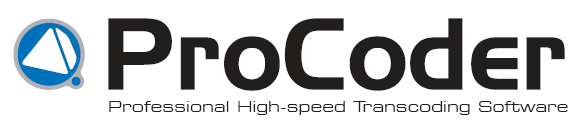 ProCoder
Professional High-speed Transcoding Software